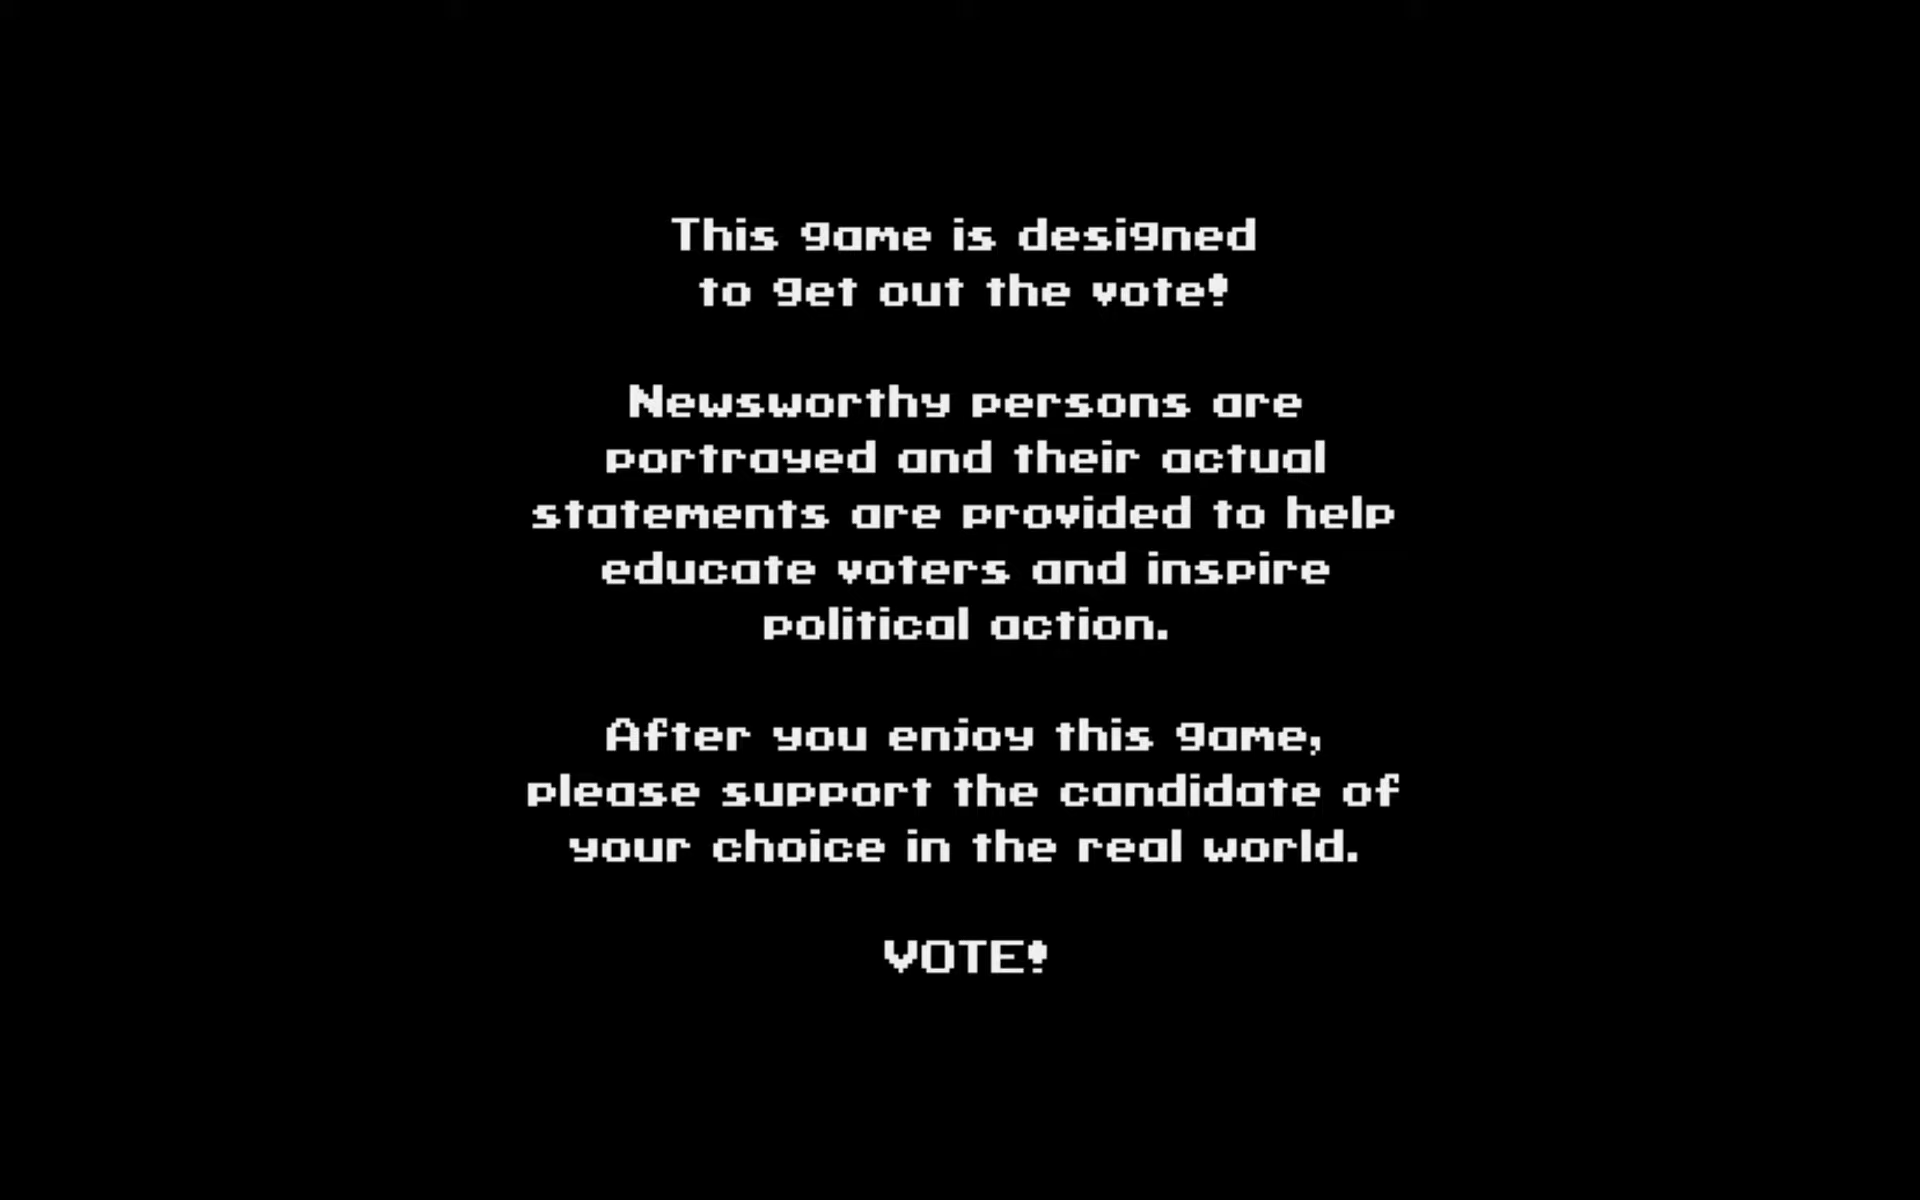 This game is designed
to get out the vote!
Newsworthy persons are
portrayed and their actual
statements are provided to help
educate voters and inspire
political action.
After you enjoy this game,
please support the candidate of
your choice in the real world.
VOTE!